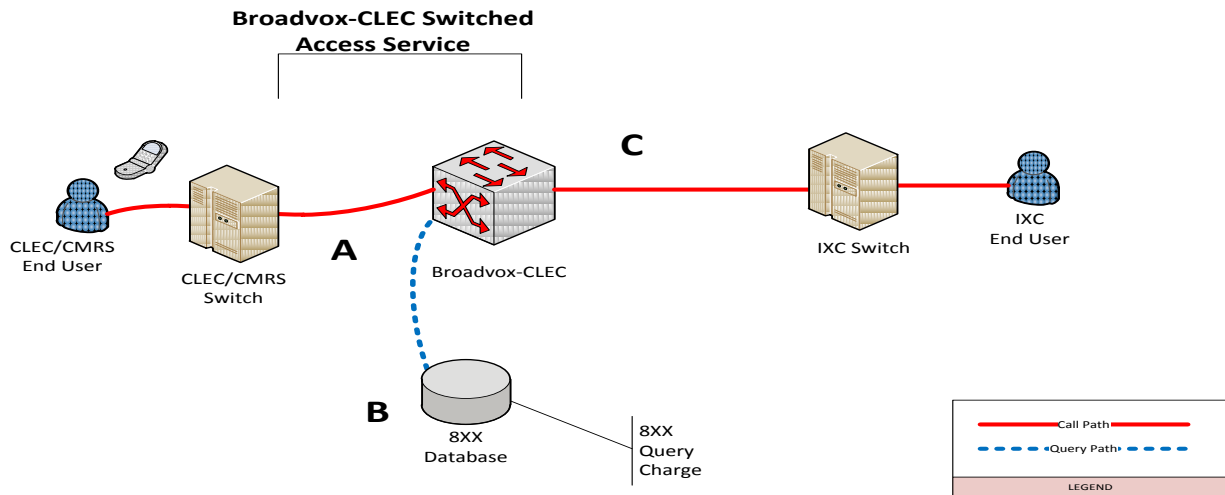 Broadvox-CLEC Switched
Access Service
C
CLEC/CMRS
End User
CLEC/CMRS
Switch
A
Broadvox-CLEC
IXC Switch
IXC
End User
B
8XX
Database
8XX
Query
Charge
Call Path
Query Path
LEGEND